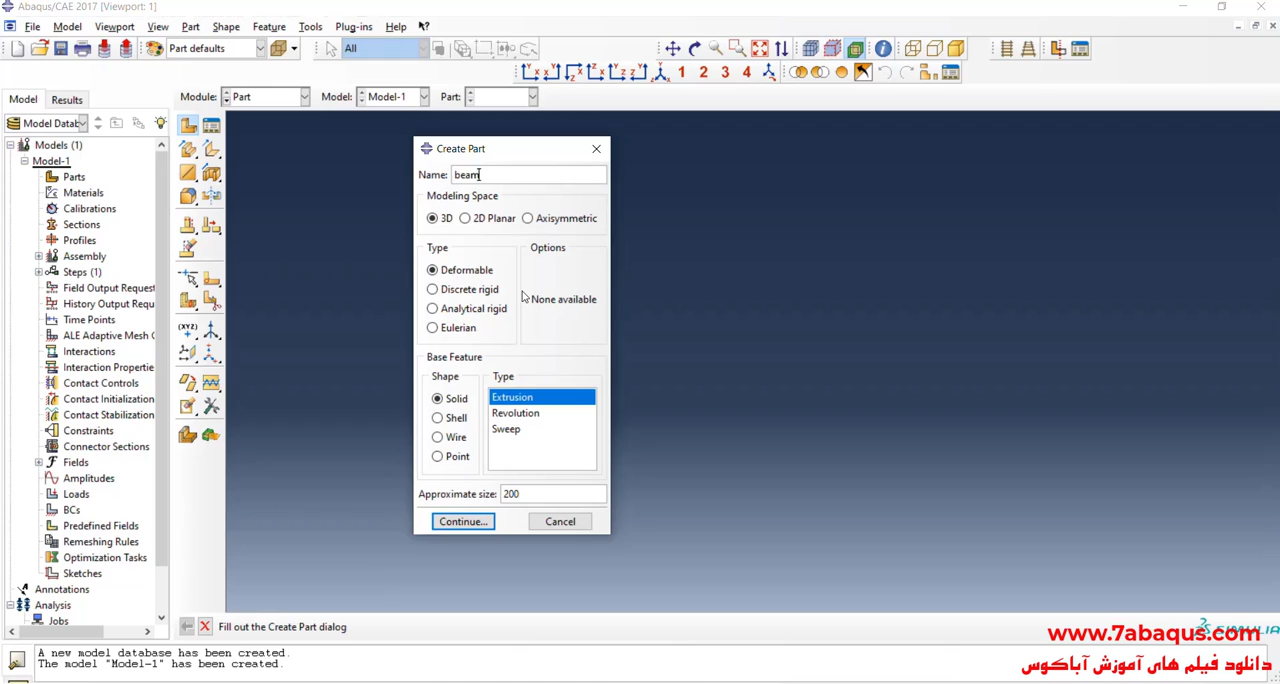 Abaqus/CAE 2017 [Viewport: 1]
File Model Viewport View Part Shape Feature Tools Plug-ins Help
Part defaults All
1 2 3 4
Model Results Module: Part Model: Model-1 Part:
Model Datab
Models (1)
Model-1
Parts
Materials
Calibrations
Sections
Profiles
Assembly
Steps (1)
Field Output Request
History Output Requ
Time Points
ALE Adaptive Mesh C
Interactions
Interaction Propertie
Contact Controls
Contact Initialization
Contact Stabilization
Constraints
Connector Sections
Fields
Amplitudes
Loads
BCs
Predefined Fields
Remeshing Rules
Optimization Tasks
Sketches
Annotations
Analysis
Jobs
(XYZ)
Create Part
Name: beam
Modeling Space
3D 2D Planar Axisymmetric
Type Options
Deformable
Discrete rigid
None available
Analytical rigid
Eulerian
Base Feature
Shape Type
Solid Extrusion
Shell Revolution
Wire Sweep
Point
Approximate size: 200
Continue... Cancel
Fill out the Create Part dialog
www.7abaqus.com
دانلود فیلم های آموزش آباکوس
A new model database has been created.
The model "Model-1" has been created.